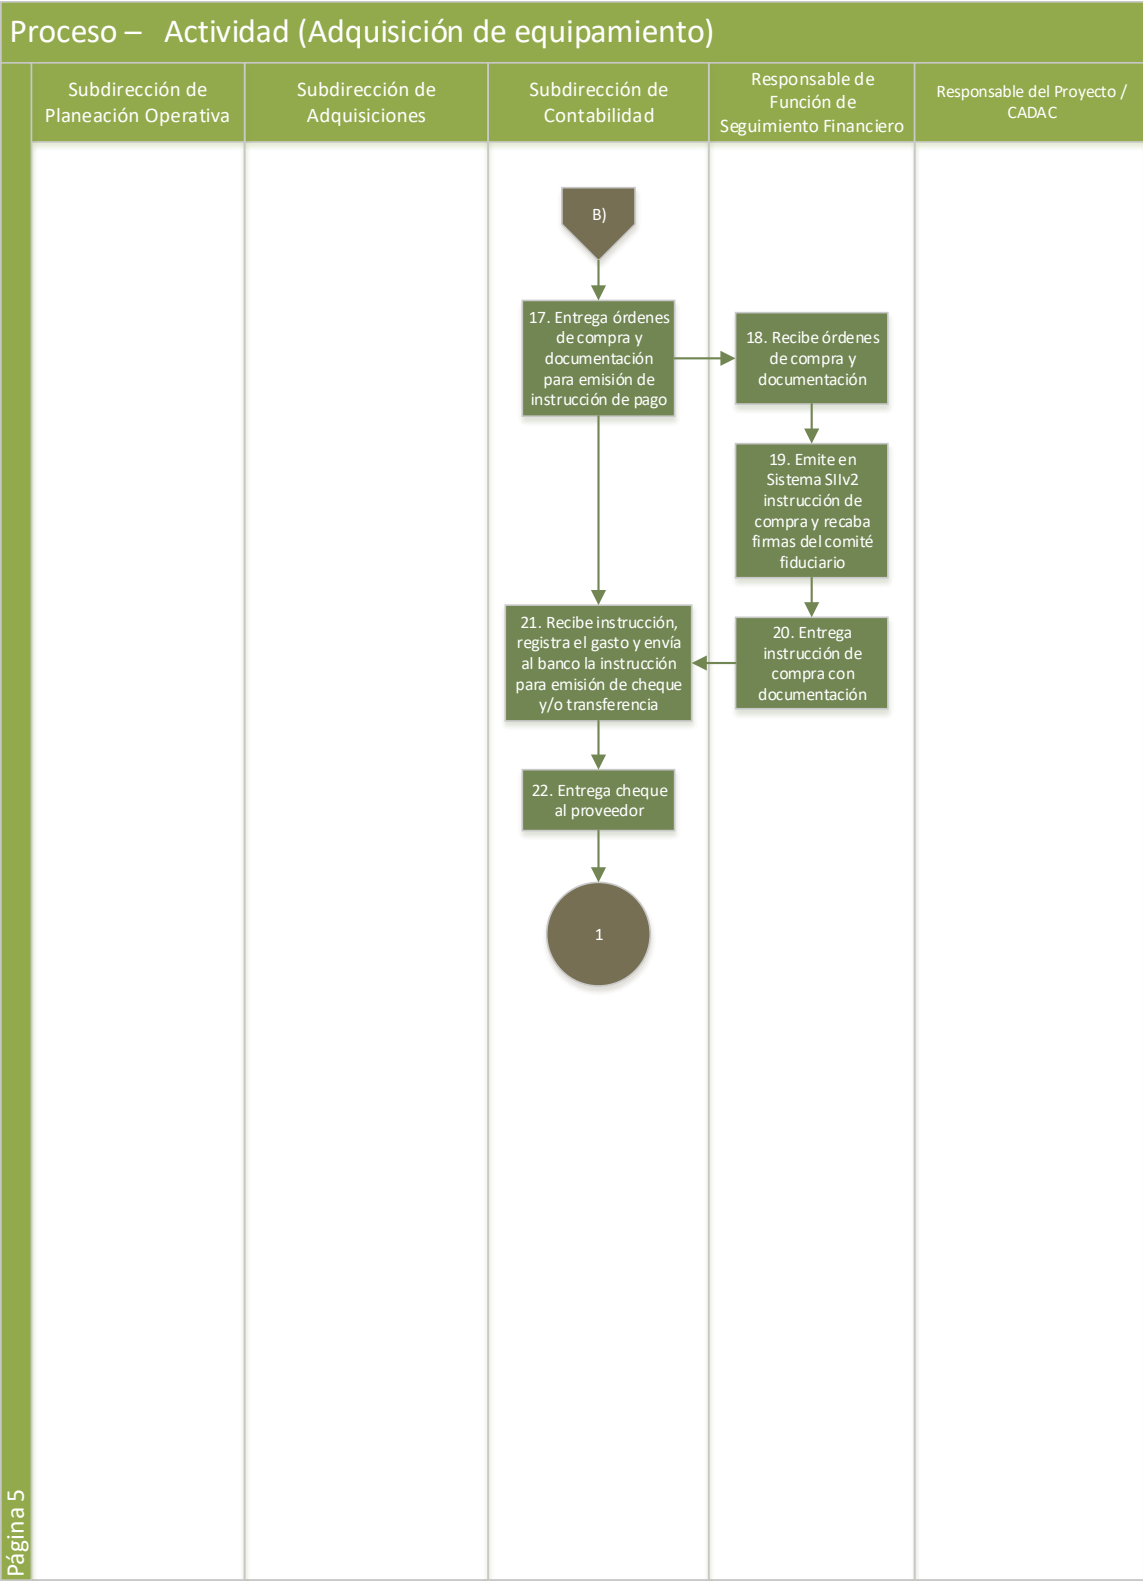 Proceso – Actividad (Adquisición de equipamiento)
Subdirección de
Planeación Operativa
Subdirección de
Adquisiciones
Subdirección de
Contabilidad
Responsable de
Función de
Seguimiento Financiero
Responsable del Proyecto /
CADAC
B)
17. Entrega órdenes
de compra y
documentación
para emisión de
instrucción de pago
18. Recibe órdenes
de compra y
documentación
19. Emite en
Sistema SIIv2
instrucción de
compra y recaba
firmas del comité
fiduciario
20. Entrega
instrucción de
compra con
documentación
21. Recibe instrucción,
registra el gasto y envía
al banco la instrucción
para emisión de cheque
y/o transferencia
22. Entrega cheque
al proveedor
1
Página 5